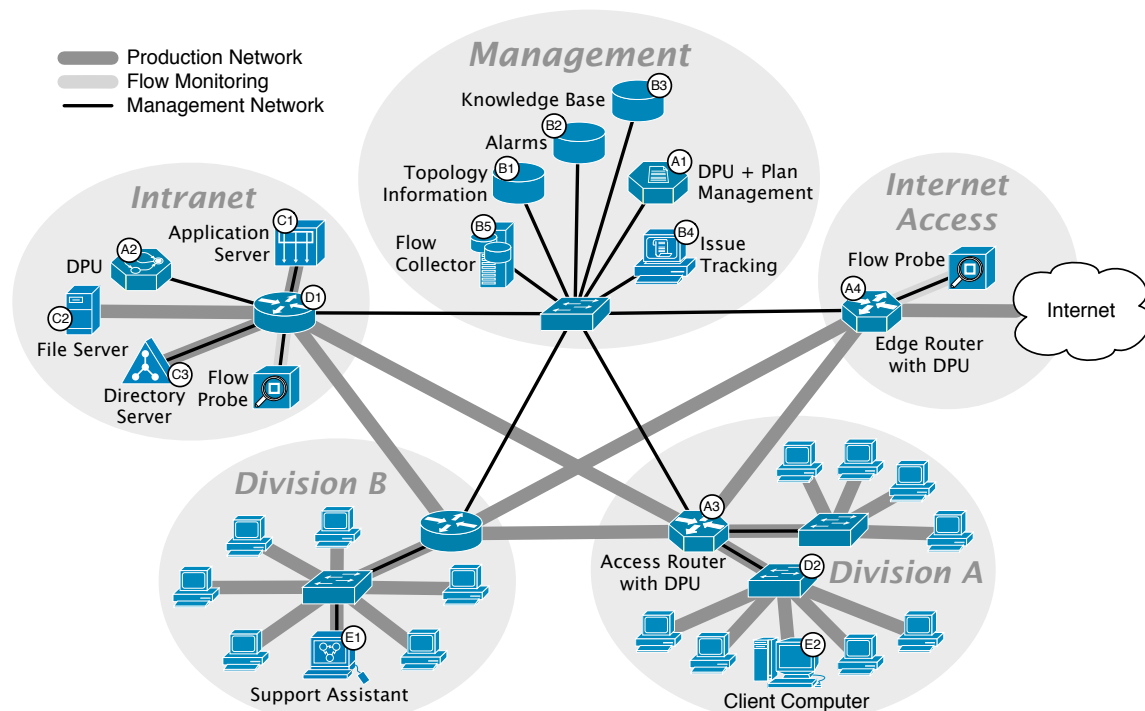 Production Network
Flow Monitoring
Management Network
Management
B3
Knowledge Base
B2
Alarms
B1
Topology
Information
A1
DPU + Plan
Management
B5
Flow
Collector
B4
Issue
Tracking
Intranet
C1
Application
Server
A2
DPU
D1
C2
File Server
C3
Directory
Server
Flow
Probe
Internet
Access
Flow Probe
A4
Edge Router
with DPU
Internet
Division B
E1
Support Assistant
A3
Access Router
with DPU
D2
Division A
E2
Client Computer